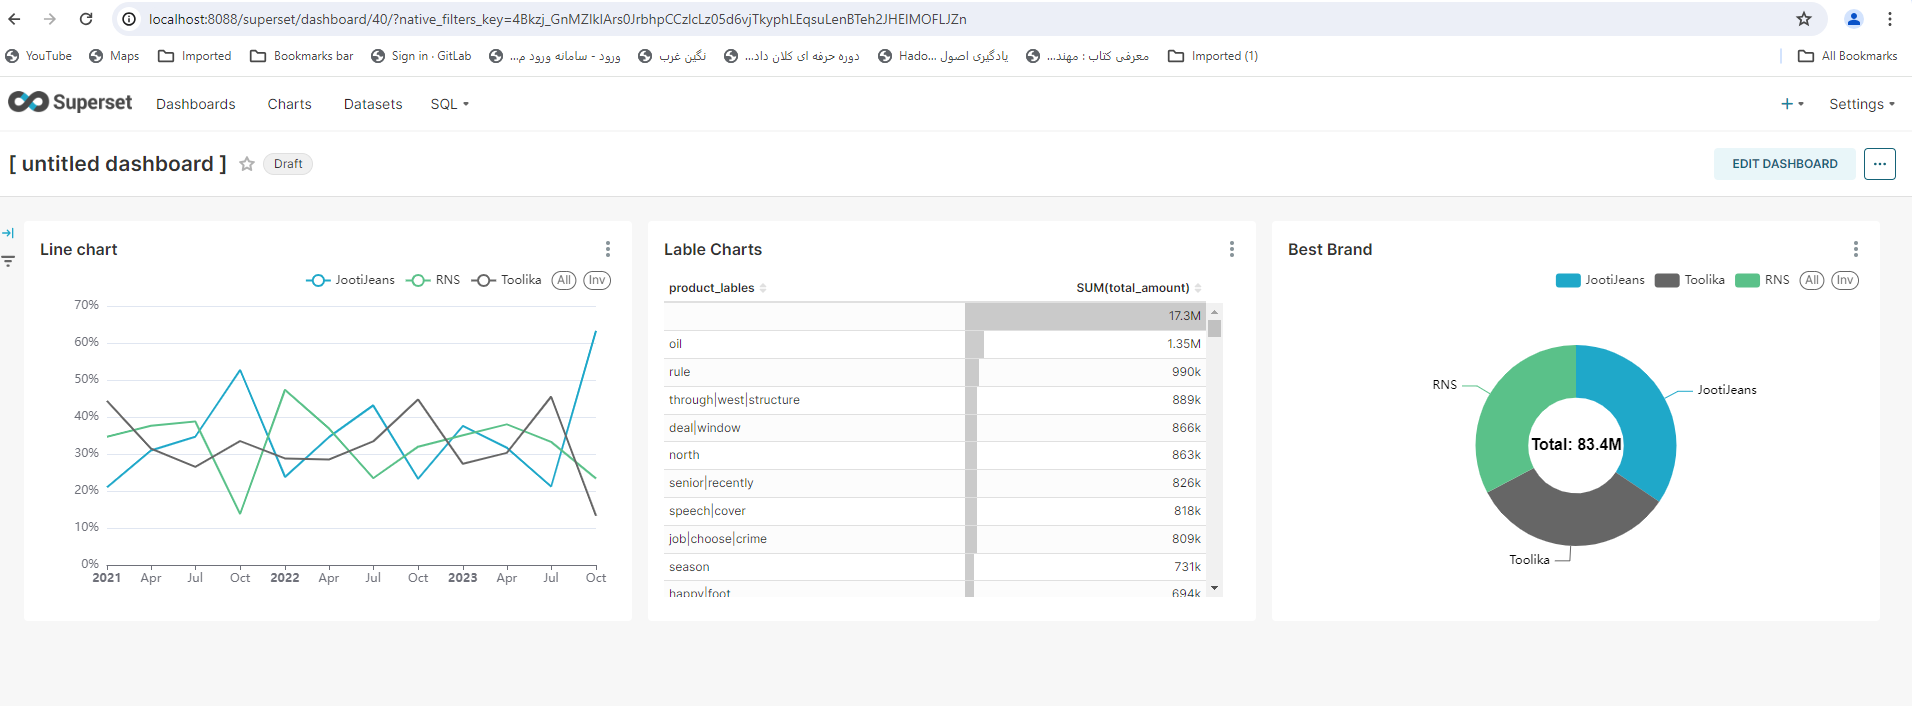 localhost:8088/superset/dashboard/40/?native_filters_key=4Bkzj_GnMZIkIArs0JrbhpCCzlcLz05d6vjTkyphLEqsuLenBTeh2JHEIMOFLJZn
YouTube Maps Imported Bookmarks bar Sign in · GitLab ورود - سامانه ورود م... نگین غرب دوره حرفه ای کلان داد... یادگیری اصول Hado... معرفی کتاب : مهند... Imported (1) All Bookmarks
Superset Dashboards Charts Datasets SQL Settings
[ untitled dashboard ] Draft EDIT DASHBOARD ...
Line chart
JootiJeans RNS Toolika All Inv
70%
60%
50%
40%
30%
20%
10%
0%
2021 Apr Jul Oct 2022 Apr Jul Oct 2023 Apr Jul Oct
Lable Charts
product_lables SUM(total_amount)
17.3M
oil 1.35M
rule 990k
through|west|structure 889k
deal|window 866k
north 863k
senior|recently 826k
speech|cover 818k
job|choose|crime 809k
season 731k
happy|foot 694k
Best Brand
JootiJeans Toolika RNS All Inv
RNS
JootiJeans
Total: 83.4M
Toolika